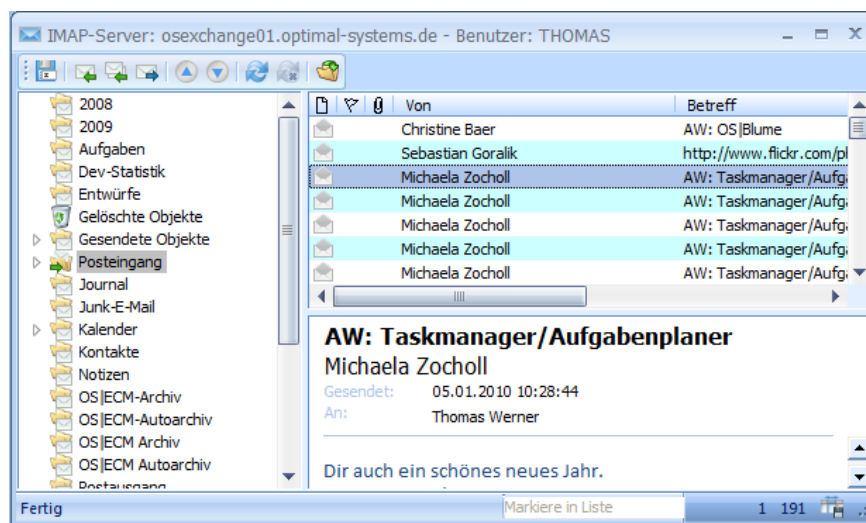 IMAP-Server: osexchange01.optimal-systems.de - Benutzer: THOMAS
2008
2009
Aufgaben
Dev-Statistik
Entwürfe
Gelöschte Objekte
Gesendete Objekte
Posteingang
Journal
Junk-E-Mail
Kalender
Kontakte
Notizen
OS|ECM-Archiv
OS|ECM-Autoarchiv
OS|ECM Archiv
OS|ECM Autoarchiv
Postausgang
Von Betreff
Christine Baer AW: OS|Blume
Sebastian Goralik http://www.flickr.com/ph
Michaela Zocholl AW: Taskmanager/Aufga
Michaela Zocholl AW: Taskmanager/Aufga
Michaela Zocholl AW: Taskmanager/Aufga
Michaela Zocholl AW: Taskmanager/Aufga
Michaela Zocholl AW: Taskmanager/Aufga
AW: Taskmanager/Aufgabenplaner
Michaela Zocholl
Gesendet: 05.01.2010 10:28:44
An: Thomas Werner
Dir auch ein schönes neues Jahr.
Fertig Markiere in Liste 1 191